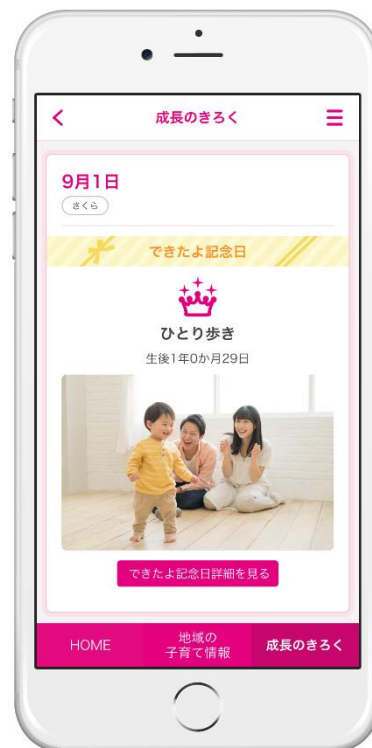 成長のきろく
9月1日
さくら
できたよ記念日
ひとり歩き
生後1年0か月29日
できたよ記念日詳細を見る
HOME
地域の
子育て情報
成長のきろく